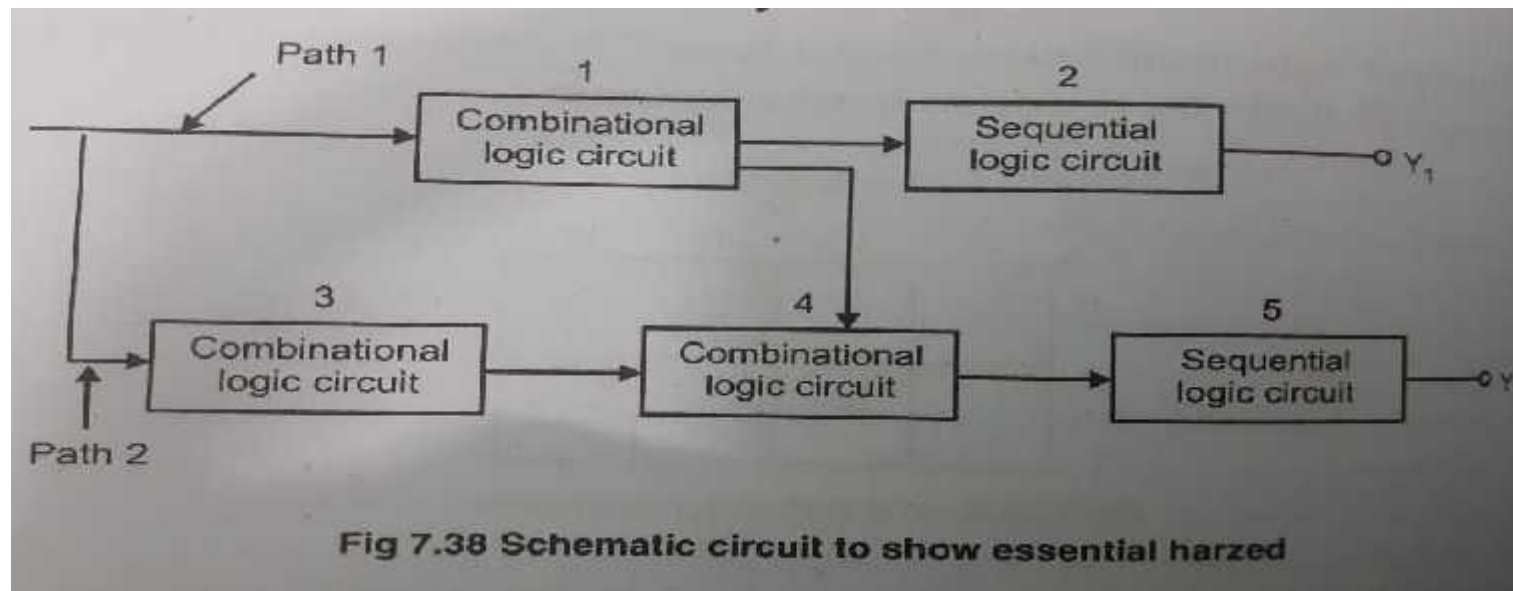 Path 1
1
Combinational
logic circuit
2
Sequential
logic circuit
Y1
3
Combinational
logic circuit
4
Combinational
logic circuit
5
Sequential
logic circuit
Y
Path 2
Fig 7.38 Schematic circuit to show essential harzed